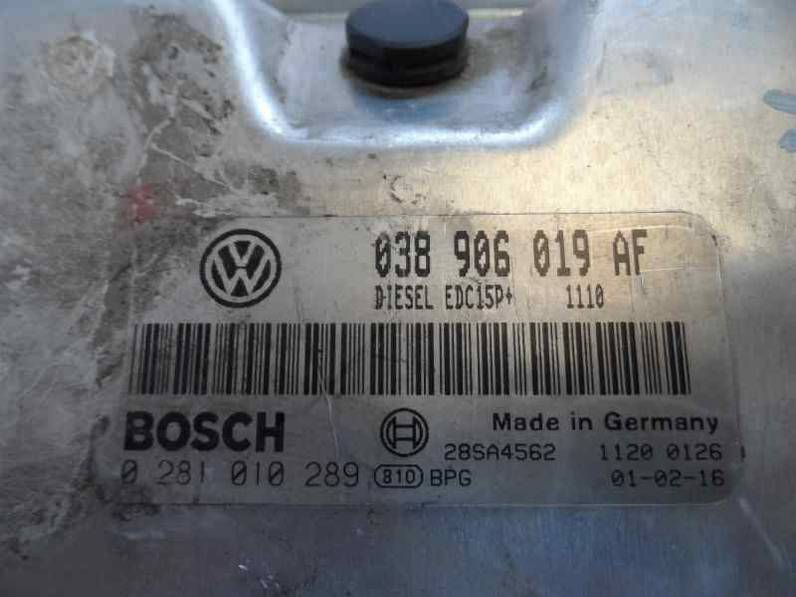 038 906 019 AF
DIESEL EDC15P+ 1110
BOSCH Made in Germany
28SA4562 1120 0126
0 281 010 289 810 BPG 01-02-16